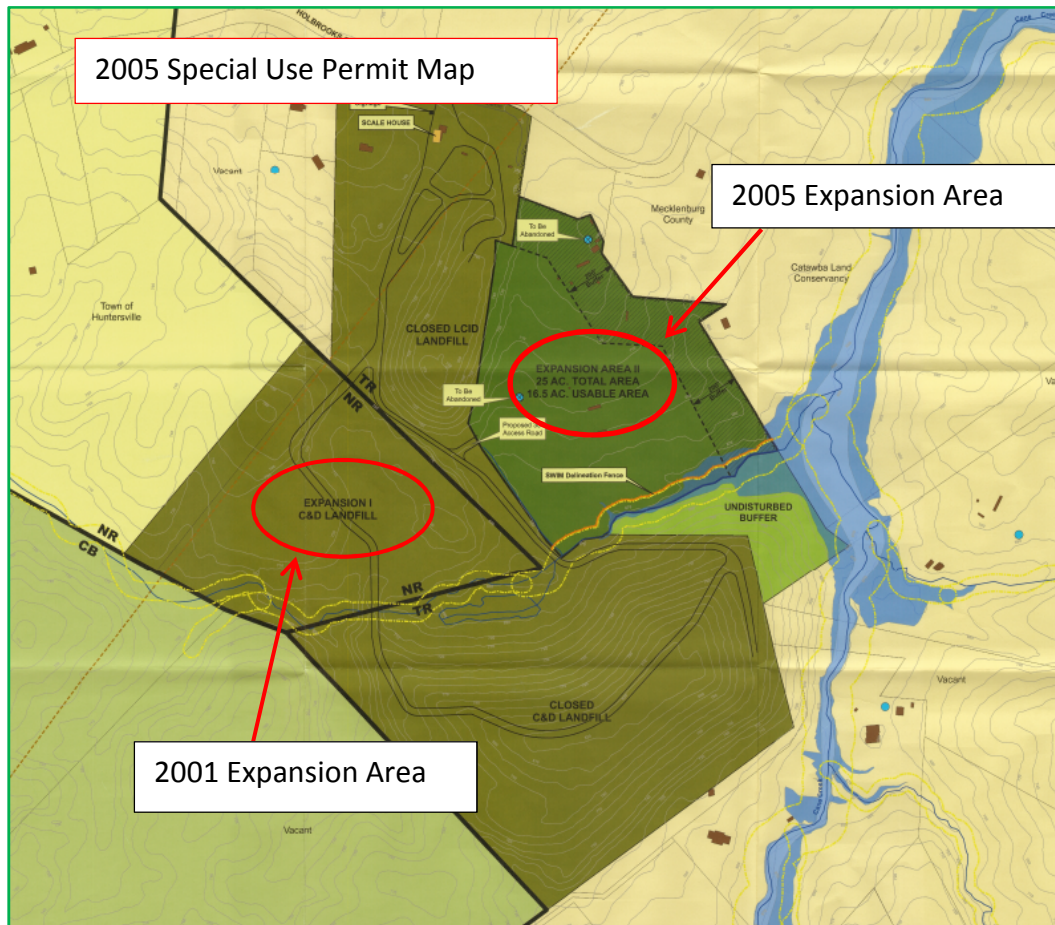 HOLBROOKS
2005 Special Use Permit Map
SCALE HOUSE
Vacant
2005 Expansion Area
Mecklenburg
County
To Be
Abandoned
Catawba Land
Conservancy
Town of
Huntersville
CLOSED LCID
LANDFILL
EXPANSION AREA II
25 AC. TOTAL AREA
16.5 AC. USABLE AREA
TR
NR
To Be
Abandoned
Proposed
Access Road
SWIM Delineation Fence
EXPANSION I
C&D LANDFILL
UNDISTURBED
BUFFER
NR
CB
NR
TR
Vacant
CLOSED
C&D LANDFILL
2001 Expansion Area
Vacant